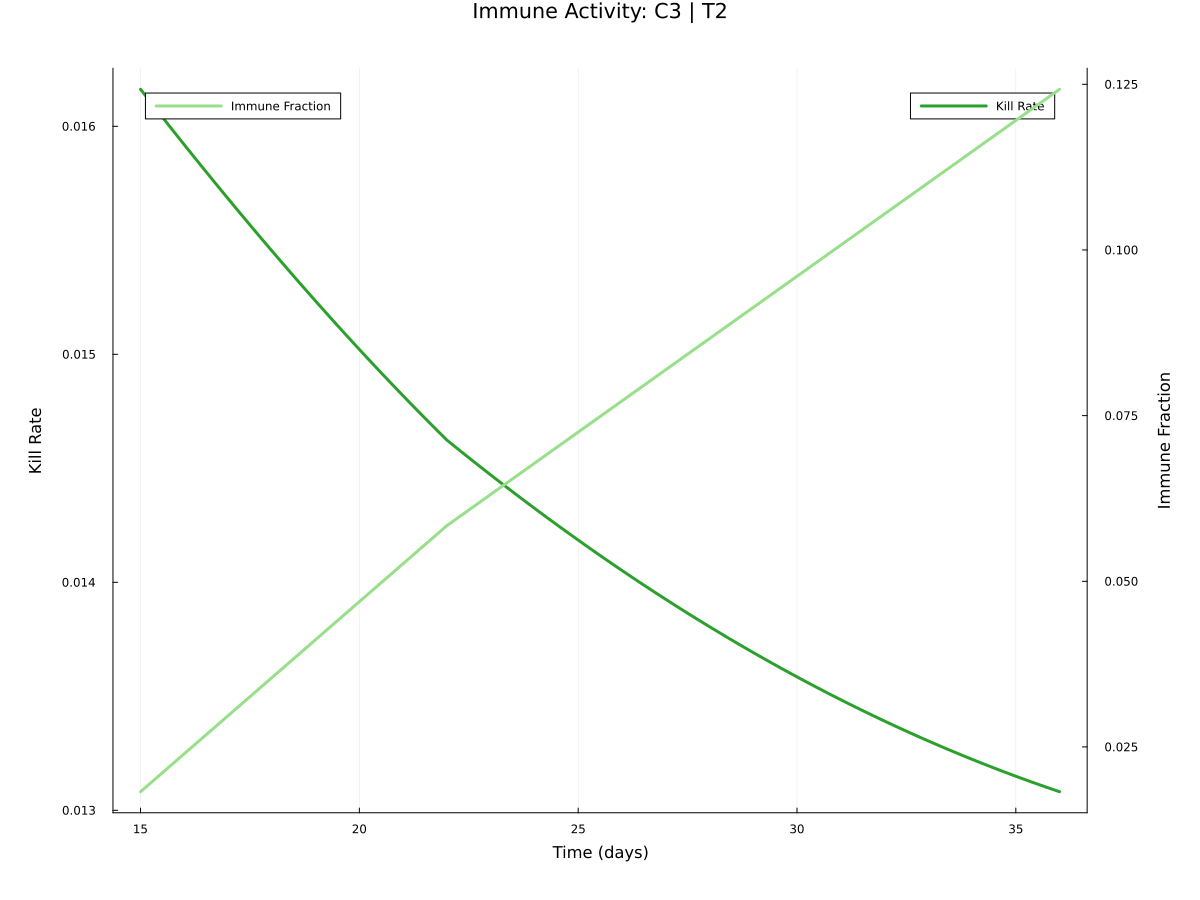 Immune Activity: C3 | T2
Immune Fraction
Kill Rate
0.016
0.015
0.014
0.013
Kill Rate
0.125
0.100
0.075
0.050
0.025
Immune Fraction
15
20
25
30
35
Time (days)